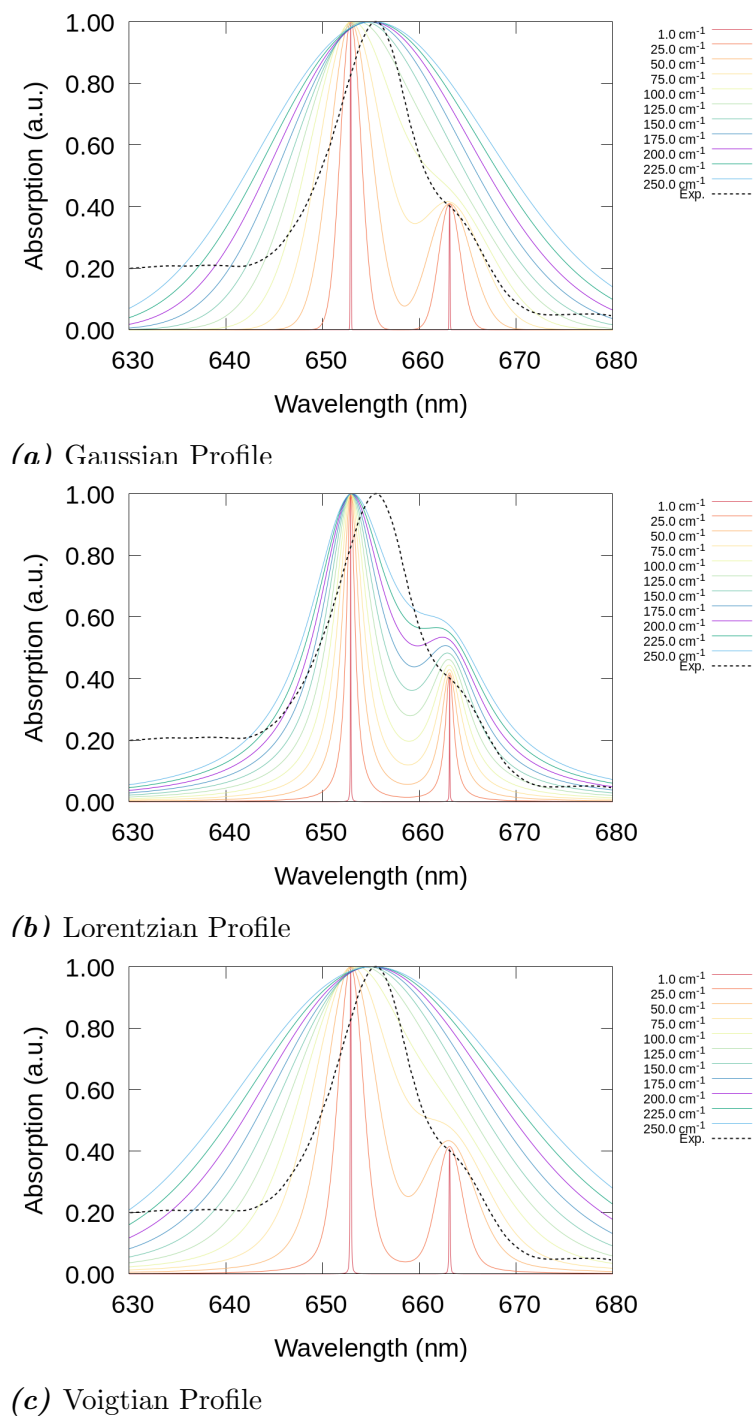 1.00
0.80
0.60
0.40
0.20
0.00
Absorption (a.u.)
630 640 650 660 670 680
Wavelength (nm)
1.0 cm⁻¹
25.0 cm⁻¹
50.0 cm⁻¹
75.0 cm⁻¹
100.0 cm⁻¹
125.0 cm⁻¹
150.0 cm⁻¹
175.0 cm⁻¹
200.0 cm⁻¹
225.0 cm⁻¹
250.0 cm⁻¹
Exp.
(a) Gaussian Profile
1.00
0.80
0.60
0.40
0.20
0.00
Absorption (a.u.)
630 640 650 660 670 680
Wavelength (nm)
1.0 cm⁻¹
25.0 cm⁻¹
50.0 cm⁻¹
75.0 cm⁻¹
100.0 cm⁻¹
125.0 cm⁻¹
150.0 cm⁻¹
175.0 cm⁻¹
200.0 cm⁻¹
225.0 cm⁻¹
250.0 cm⁻¹
Exp.
(b) Lorentzian Profile
1.00
0.80
0.60
0.40
0.20
0.00
Absorption (a.u.)
630 640 650 660 670 680
Wavelength (nm)
1.0 cm⁻¹
25.0 cm⁻¹
50.0 cm⁻¹
75.0 cm⁻¹
100.0 cm⁻¹
125.0 cm⁻¹
150.0 cm⁻¹
175.0 cm⁻¹
200.0 cm⁻¹
225.0 cm⁻¹
250.0 cm⁻¹
Exp.
(c) Voigtian Profile